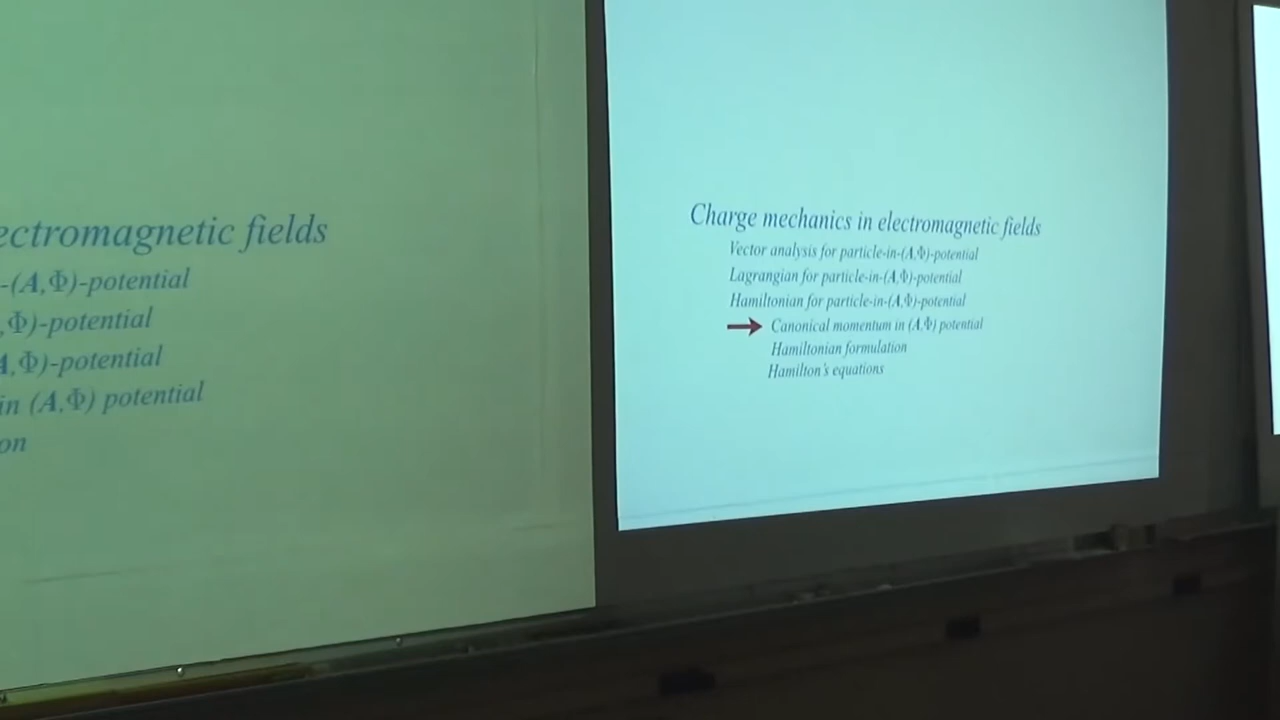 ectromagnetic fields
-(A,Φ)-potential
,Φ)-potential
A,Φ)-potential
in (A,Φ) potential
on
Charge mechanics in electromagnetic fields
Vector analysis for particle-in-(A,Φ)-potential
Lagrangian for particle-in-(A,Φ)-potential
Hamiltonian for particle-in-(A,Φ)-potential
Canonical momentum in (A,Φ) potential
Hamiltonian formulation
Hamilton's equations